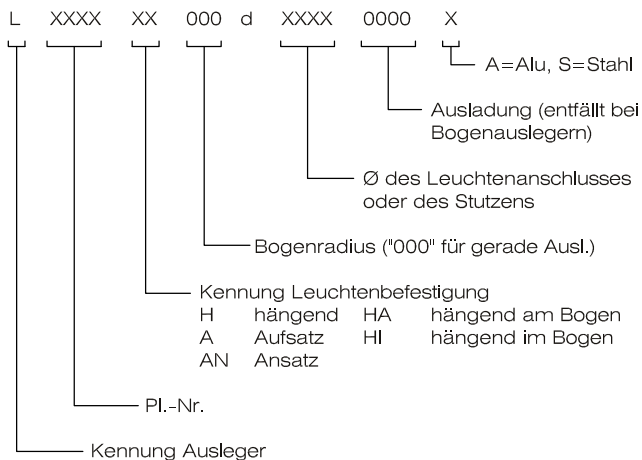 L XXXX XX 000 d XXXX 0000 X
A=Alu, S=Stahl
Ausladung (entfällt bei
Bogenauslegern)
Ø des Leuchtenanschlusses
oder des Stutzens
Bogenradius ("000" für gerade Ausl.)
Kennung Leuchtenbefestigung
H hängend HA hängend am Bogen
A Aufsatz HI hängend im Bogen
AN Ansatz
Pl.-Nr.
Kennung Ausleger